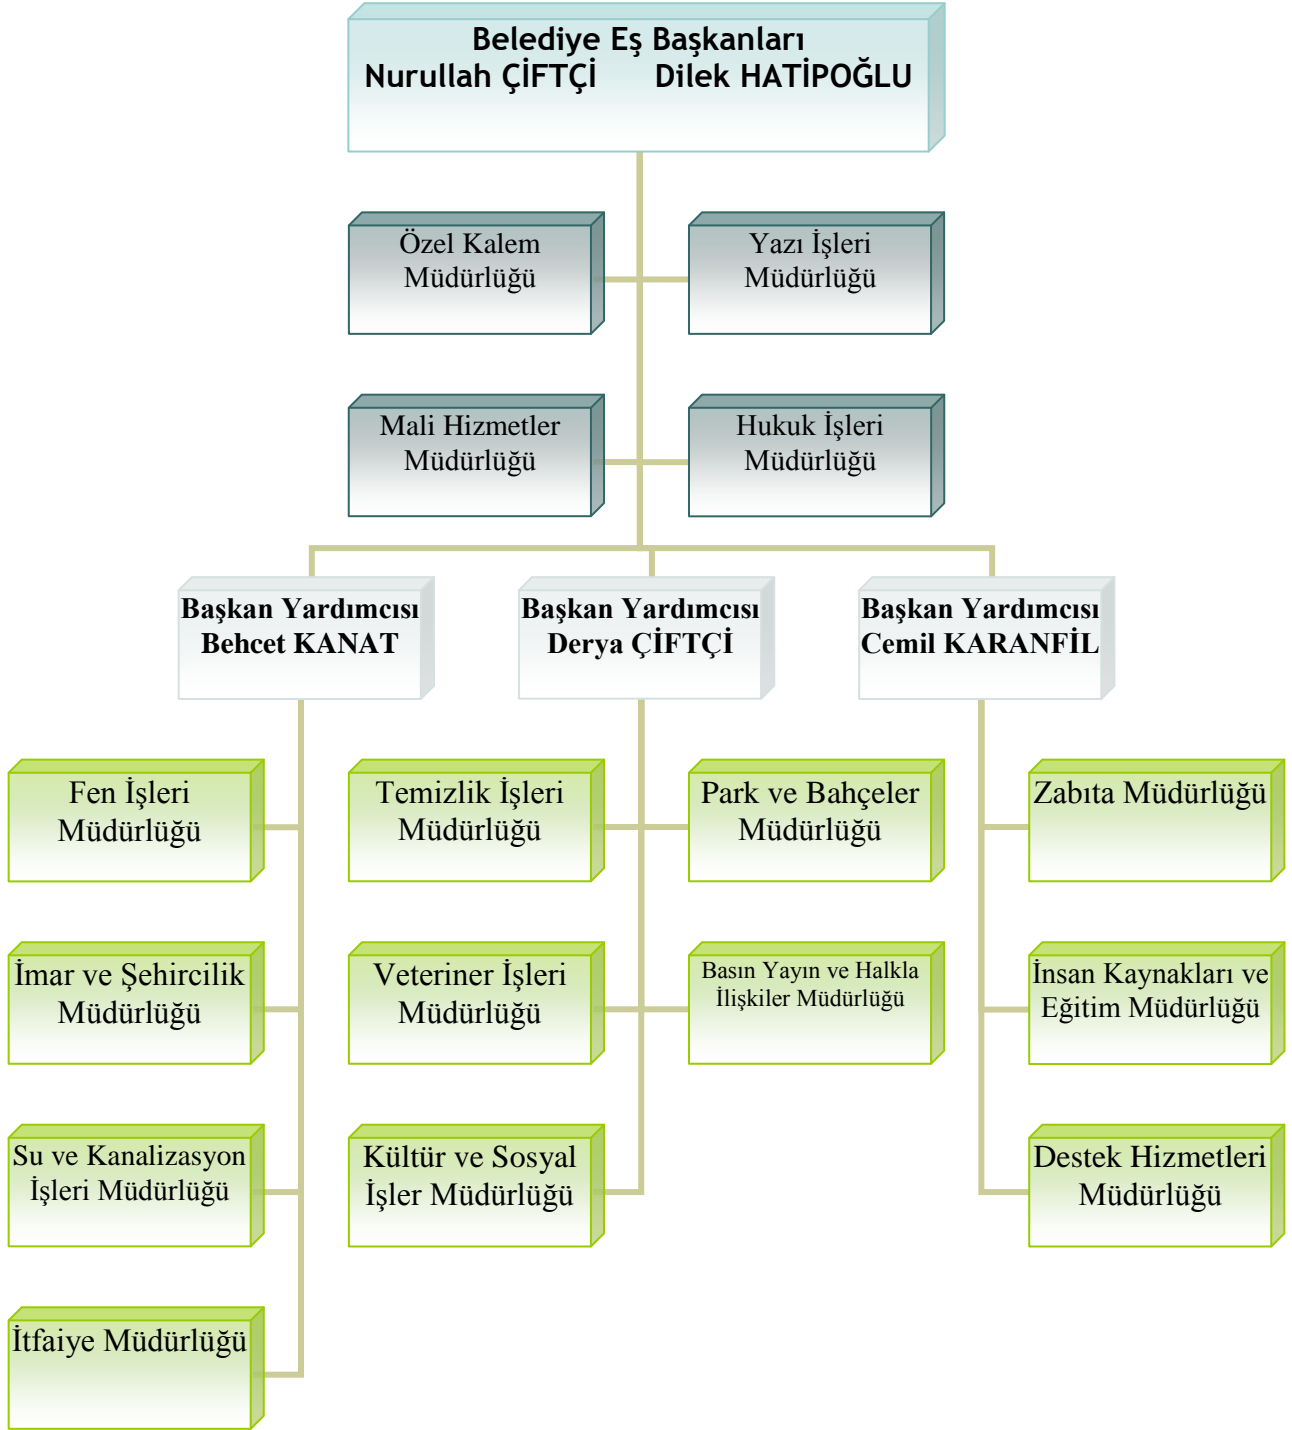 Belediye Eş Başkanları
Nurullah ÇİFTÇİ Dilek HATİPOĞLU
Özel Kalem
Müdürlüğü
Yazı İşleri
Müdürlüğü
Mali Hizmetler
Müdürlüğü
Hukuk İşleri
Müdürlüğü
Başkan Yardımcısı
Behcet KANAT
Başkan Yardımcısı
Derya ÇİFTÇİ
Başkan Yardımcısı
Cemil KARANFİL
Fen İşleri
Müdürlüğü
Temizlik İşleri
Müdürlüğü
Park ve Bahçeler
Müdürlüğü
Zabıta Müdürlüğü
İmar ve Şehircilik
Müdürlüğü
Veteriner İşleri
Müdürlüğü
Basın Yayın ve Halkla
İlişkiler Müdürlüğü
İnsan Kaynakları ve
Eğitim Müdürlüğü
Su ve Kanalizasyon
İşleri Müdürlüğü
Kültür ve Sosyal
İşler Müdürlüğü
Destek Hizmetleri
Müdürlüğü
İtfaiye Müdürlüğü